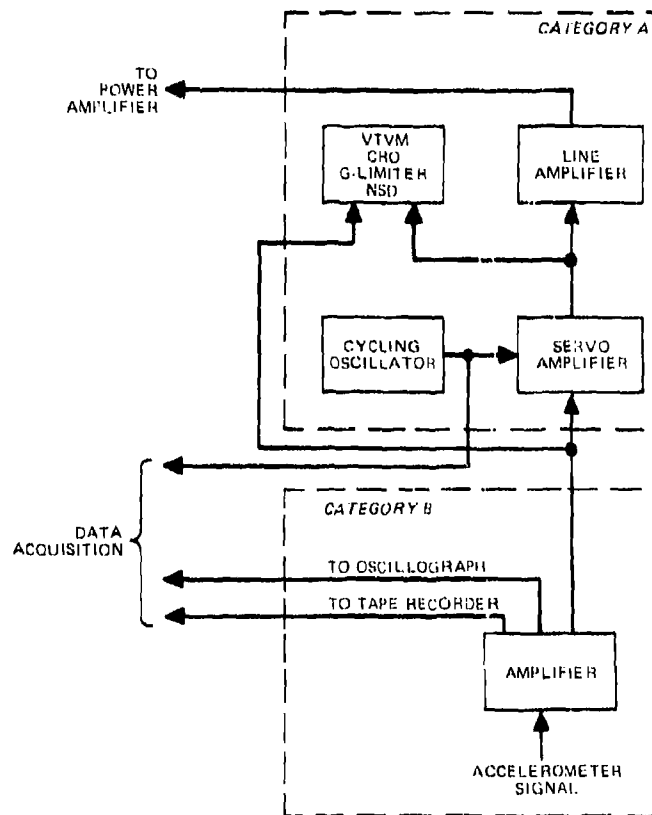 CATEGORY A
TO
POWER
AMPLIFIER
VTVM
CRO
G-LIMITER
NSD
LINE
AMPLIFIER
CYCLING
OSCILLATOR
SERVO
AMPLIFIER
CATEGORY B
DATA
ACQUISITION
TO OSCILLOGRAPH
TO TAPE RECORDER
AMPLIFIER
ACCELEROMETER
SIGNAL